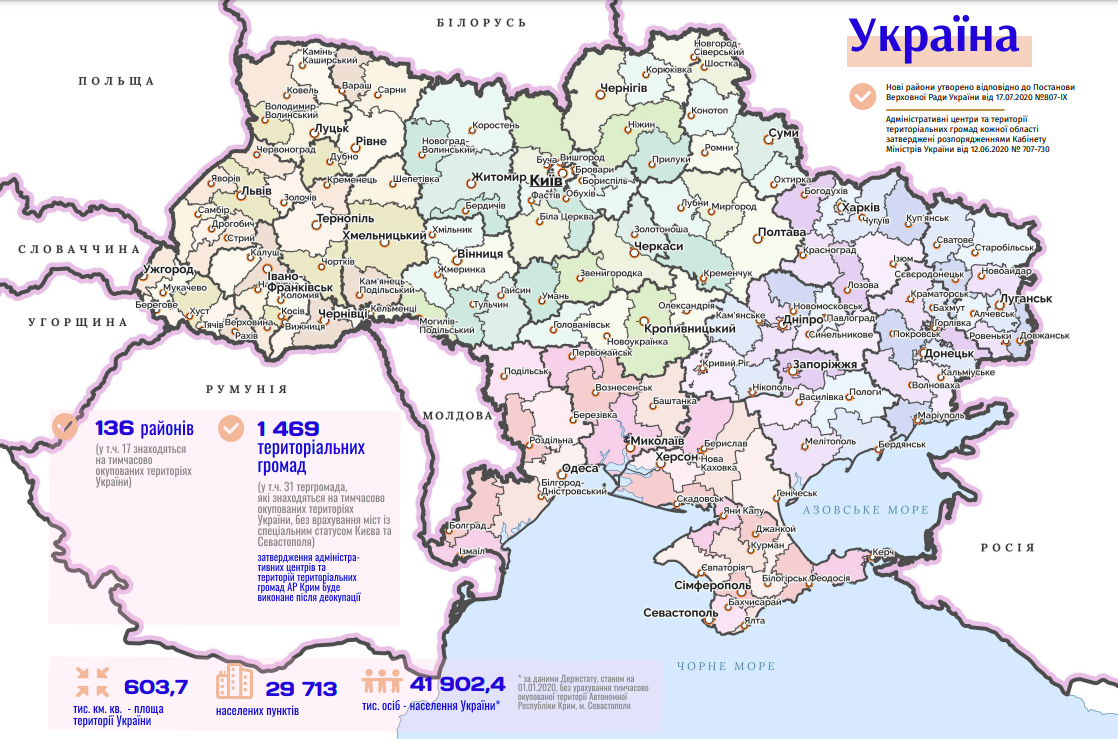 БІЛОРУСЬ
Україна
ПОЛЬЩА
Нові райони утворено відповідно до Постанови
Верховної Ради України від 17.07.2020 №807-IX
Адміністративні центри та території
територіальних громад кожної області
затверджені розпорядженнями Кабінету
Міністрів України від 12.06.2020 № 707-730
Камінь-
Каширський
Новгород-
Сіверський
Шостка
Корюківка
Ковель
Вараш
Сарни
Чернігів
Володимир-
Волинський
Конотоп
Луцьк
Рівне
Коростень
Ніжин
Суми
Новоград-
Волинський
Ромни
Червоноград
Дубно
Буча
Вишгород
Прилуки
Яворів
Львів
Кременець
Шепетівка
Житомир
Київ
Бровари
Бориспіль
Охтирка
Богодухів
Золочів
Фастів
Обухів
Самбір
Тернопіль
Бердичів
Біла Церква
Лубни
Миргород
Харків
Чугуїв
Куп'янськ
Дрогобич
Стрий
Хмельницький
Хмільник
Золотоноша
Полтава
Сватове
Старобільськ
СЛОВАЧЧИНА
Калуш
Вінниця
Черкаси
Красноград
Ізюм
Ужгород
Івано-
Франківськ
Чортків
Жмеринка
Звенигородка
Кременчук
Сєвєродонецьк
Новоайдар
Мукачево
Коломия
Кам'янець-
Подільський
Гайсин
Умань
Лозова
Краматорськ
Луганськ
Берегове
Хуст
Косів
Чернівці
Кельменці
Тульчин
Олександрія
Новомосковськ
Бахмут
Алчевськ
УГОРЩИНА
Тячів
Верховина
Вижниця
Могилів-
Подільський
Голованівськ
Кропивницький
Кам'янське
Дніпро
Павлоград
Горлівка
Рахів
Новоукраїнка
Синельникове
Покровськ
Ровеньки
Довжанськ
Первомайськ
Кривий Ріг
Запоріжжя
Донецьк
Подільськ
Кальміуське
РУМУНІЯ
Вознесенськ
Нікополь
Василівка
Пологи
Волноваха
МОЛДОВА
Баштанка
Березівка
Маріуполь
136 районів
(у т.ч. 17 знаходяться
на тимчасово
окупованих територіях
України)
1 469
територіальних
громад
(у т.ч. 31 тергромада,
які знаходяться на тимчасово
окупованих територіях
України, без врахування міст із
спеціальним статусом Києва та
Севастополя)
затвердження адміністра-
тивних центрів та
територій територіальних
громад АР Крим буде
виконане після деокупації
Роздільна
Миколаїв
Берислав
Мелітополь
Бердянськ
Херсон
Нова
Каховка
Одеса
Білгород-
Дністровський
Скадовськ
Генічеськ
АЗОВСЬКЕ МОРЕ
Яни Капу
Болград
Джанкой
Ізмаїл
Курман
Керч
РОСІЯ
Євпаторія
Сімферополь
Білогірськ
Феодосія
Бахчисарай
Севастополь
Ялта
ЧОРНЕ МОРЕ
603,7
тис. км. кв. - площа
території України
29 713
населених пунктів
41 902,4
тис. осіб - населення України*
* за даними Держстату, станом на
01.01.2020, без урахування тимчасово
окупованої території Автономної
Республіки Крим, м. Севастополя